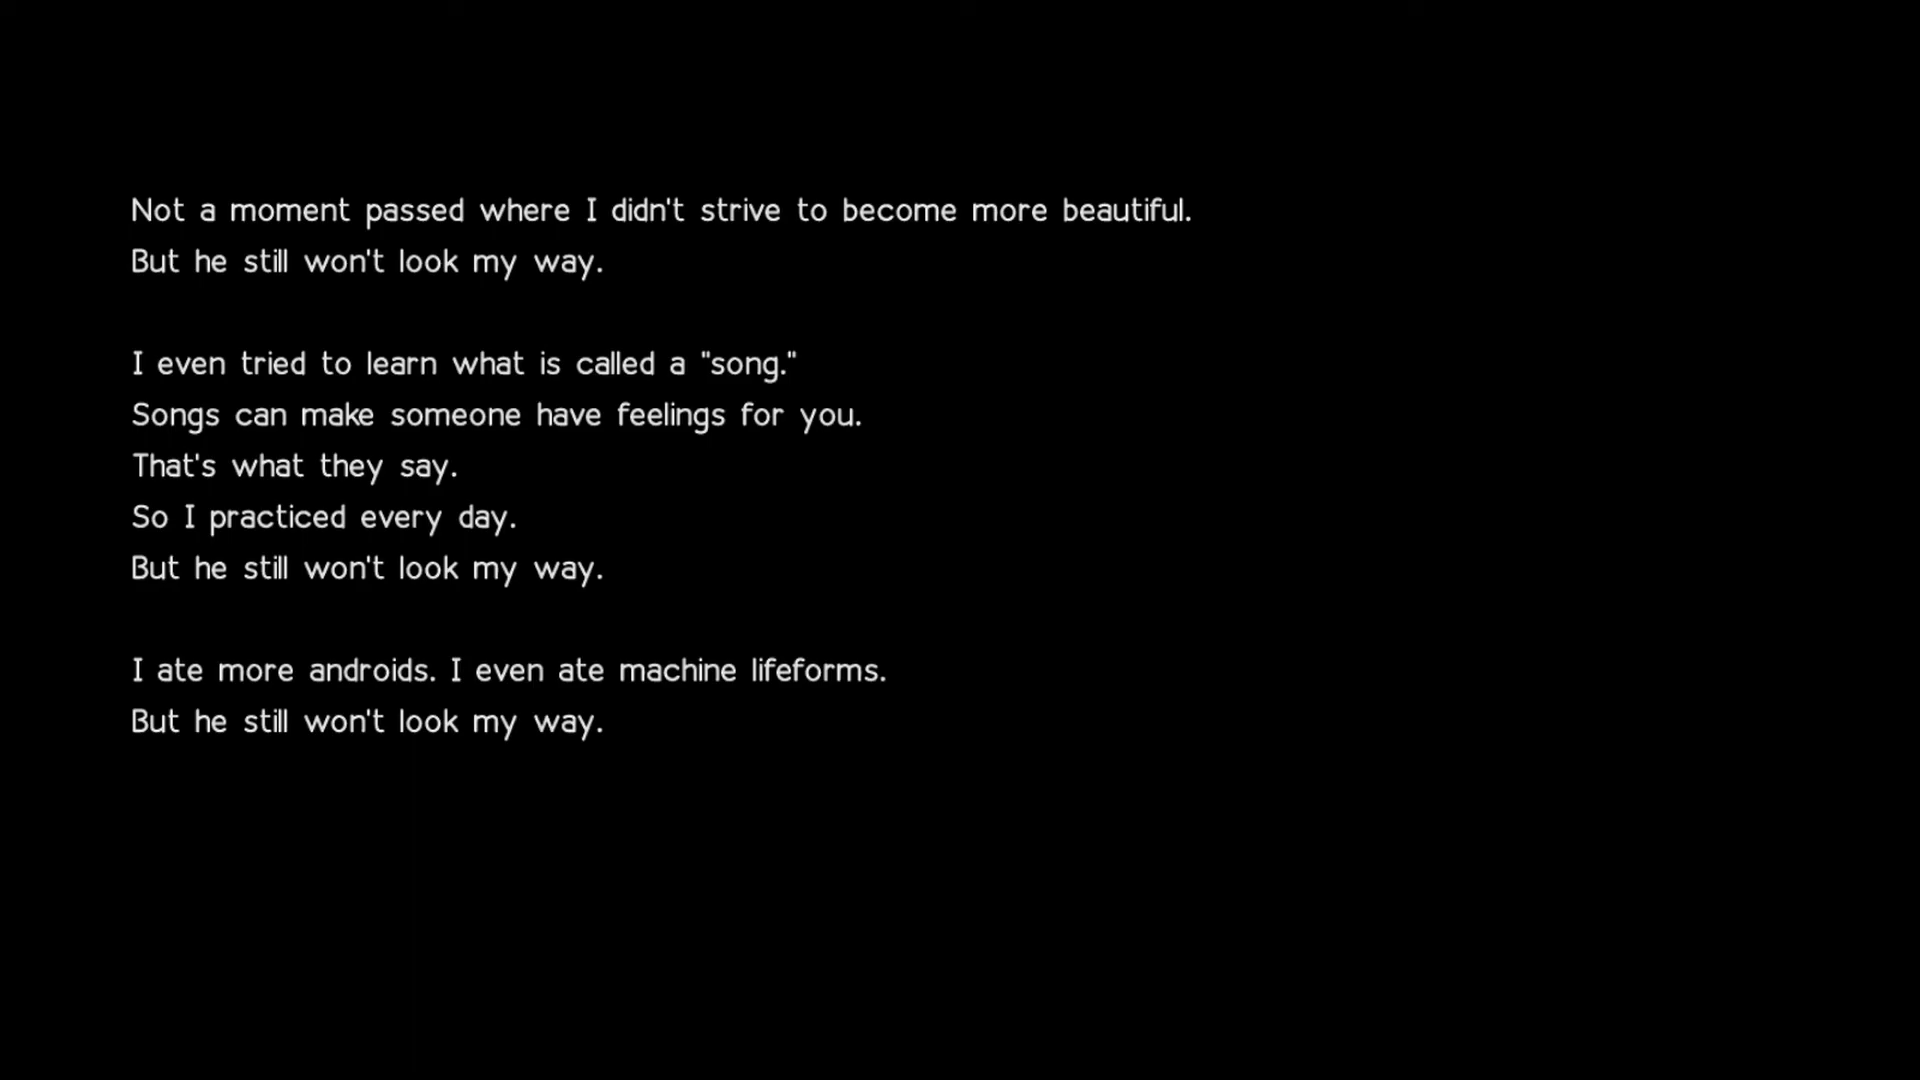 Not a moment passed where I didn't strive to become more beautiful.
But he still won't look my way.
I even tried to learn what is called a "song."
Songs can make someone have feelings for you.
That's what they say.
So I practiced every day.
But he still won't look my way.
I ate more androids. I even ate machine lifeforms.
But he still won't look my way.